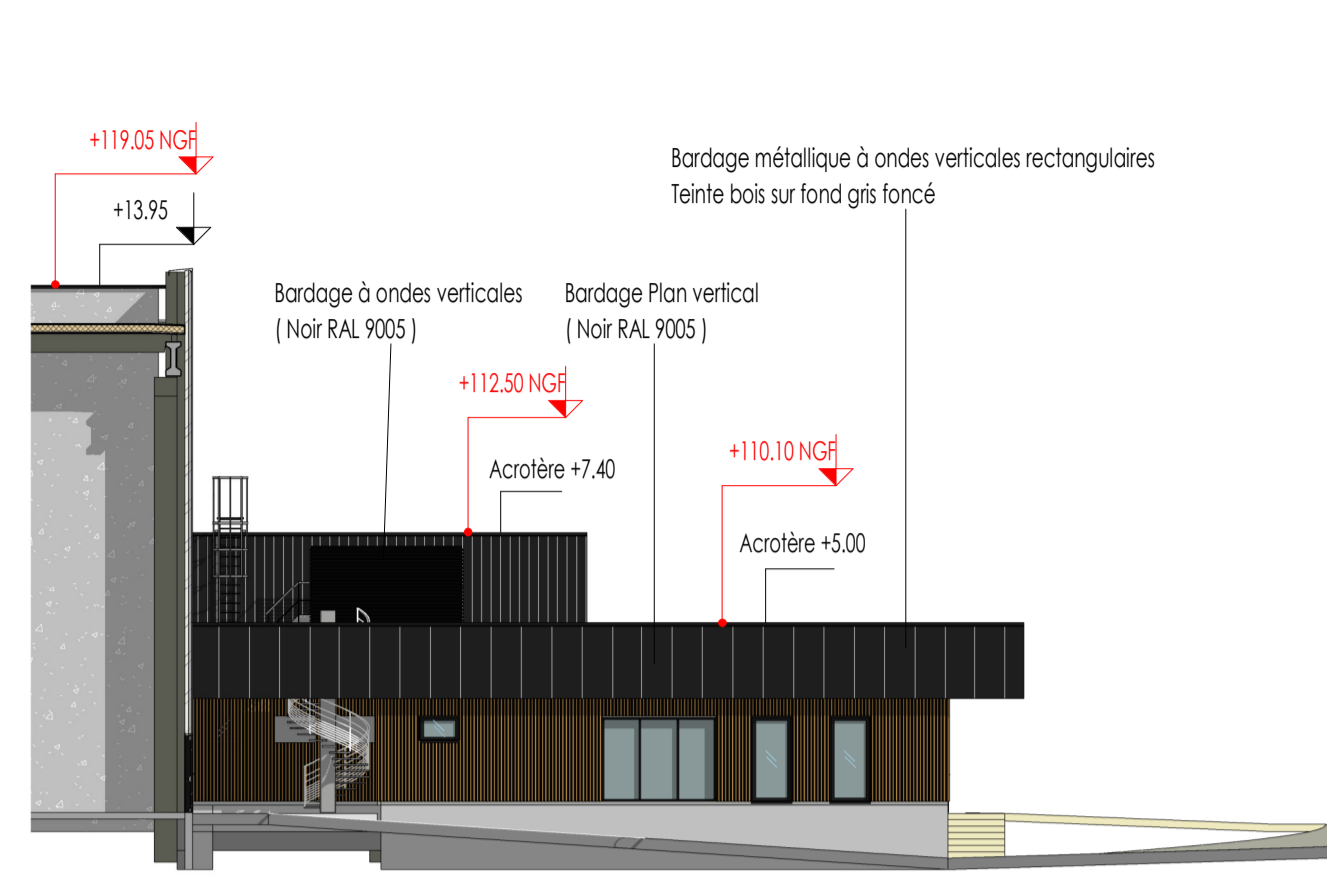 +119.05 NGF
+13.95
Bardage métallique à ondes verticales rectangulaires
Teinte bois sur fond gris foncé
Bardage à ondes verticales
( Noir RAL 9005 )
Bardage Plan vertical
( Noir RAL 9005 )
+112.50 NGF
Acrotère +7.40
+110.10 NGF
Acrotère +5.00